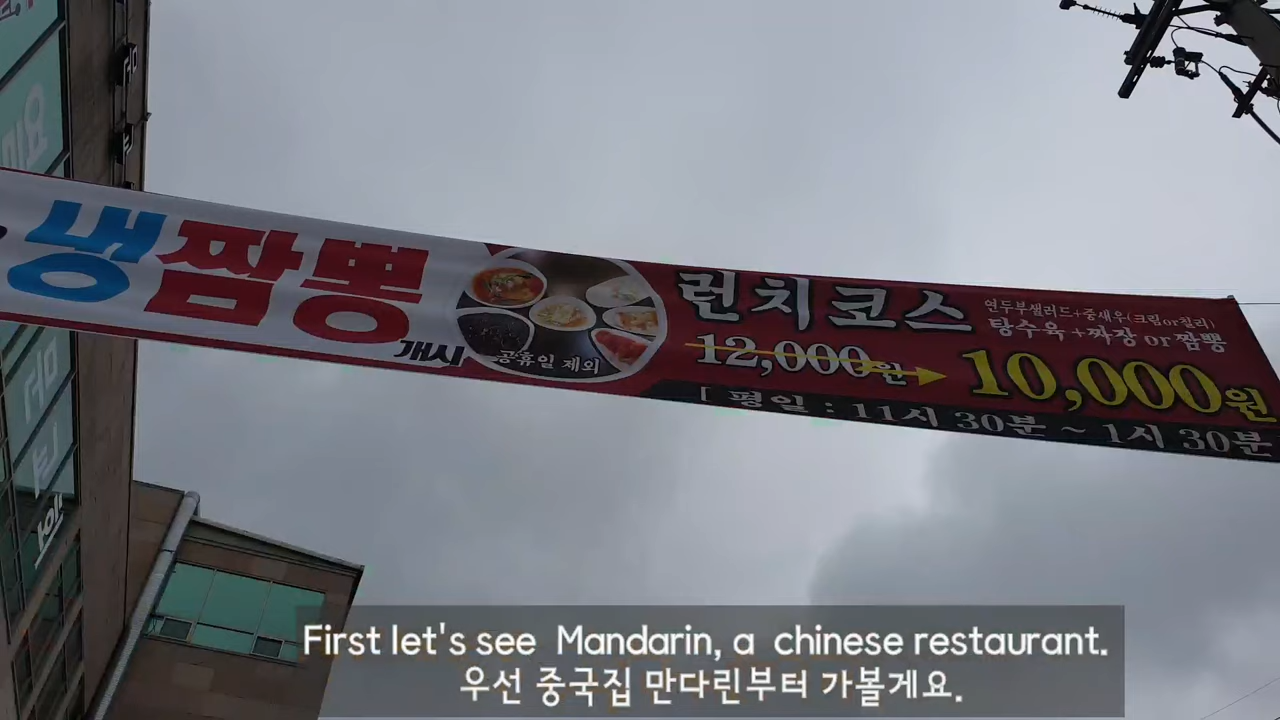 냉짬뽕
개시
공휴일 제외
런치코스
연두부샐러드+중새우(크림or칠리)
탕수육+짜장 or 짬뽕
12,000원
10,000원
[ 평일 : 11시 30분 ~ 1시 30분
First let's see Mandarin, a chinese restaurant.
우선 중국집 만다린부터 가볼게요.